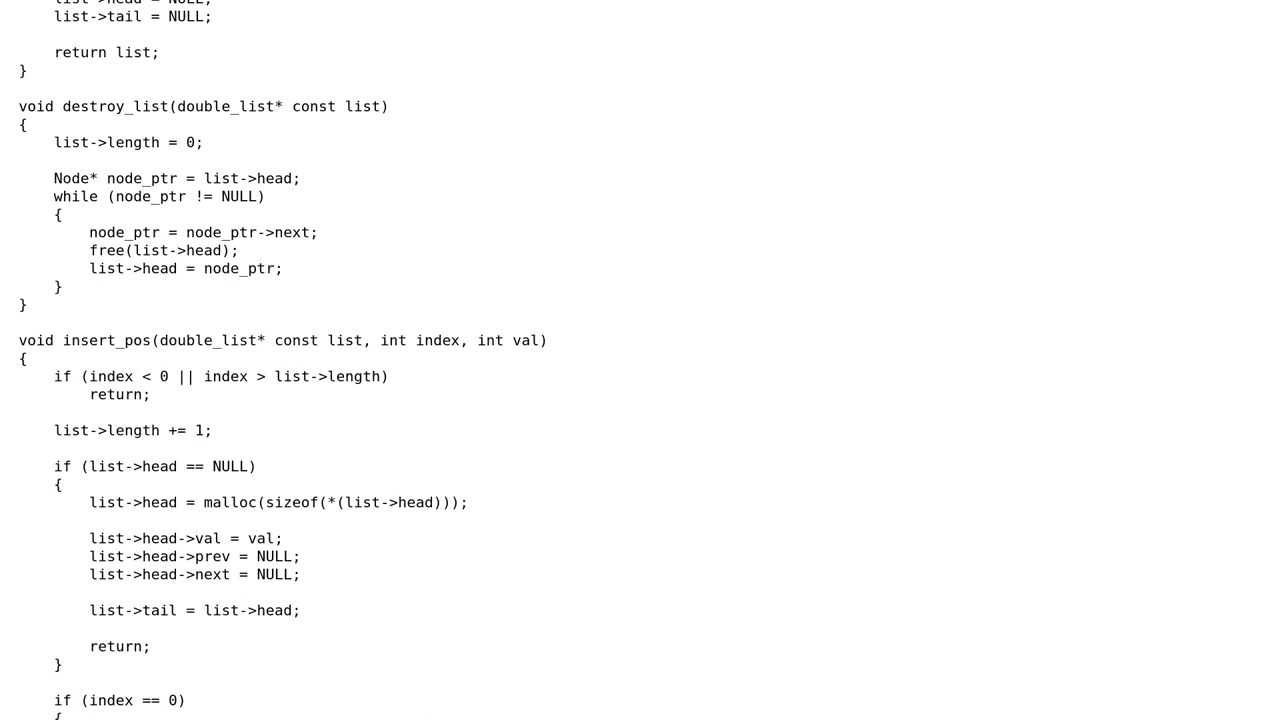 list->head = NULL;
    list->tail = NULL;

    return list;
}

void destroy_list(double_list* const list)
{
    list->length = 0;

    Node* node_ptr = list->head;
    while (node_ptr != NULL)
    {
        node_ptr = node_ptr->next;
        free(list->head);
        list->head = node_ptr;
    }
}

void insert_pos(double_list* const list, int index, int val)
{
    if (index < 0 || index > list->length)
        return;

    list->length += 1;

    if (list->head == NULL)
    {
        list->head = malloc(sizeof(*(list->head)));

        list->head->val = val;
        list->head->prev = NULL;
        list->head->next = NULL;

        list->tail = list->head;

        return;
    }

    if (index == 0)
    {